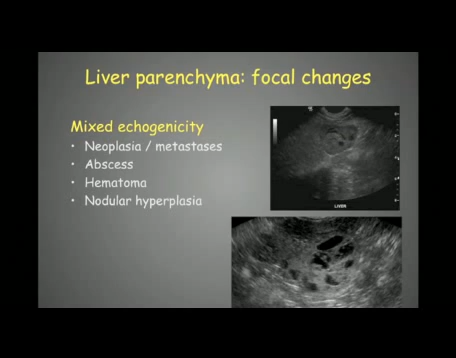 Liver parenchyma: focal changes
Mixed echogenicity
• Neoplasia / metastases
• Abscess
• Hematoma
• Nodular hyperplasia
LIVER